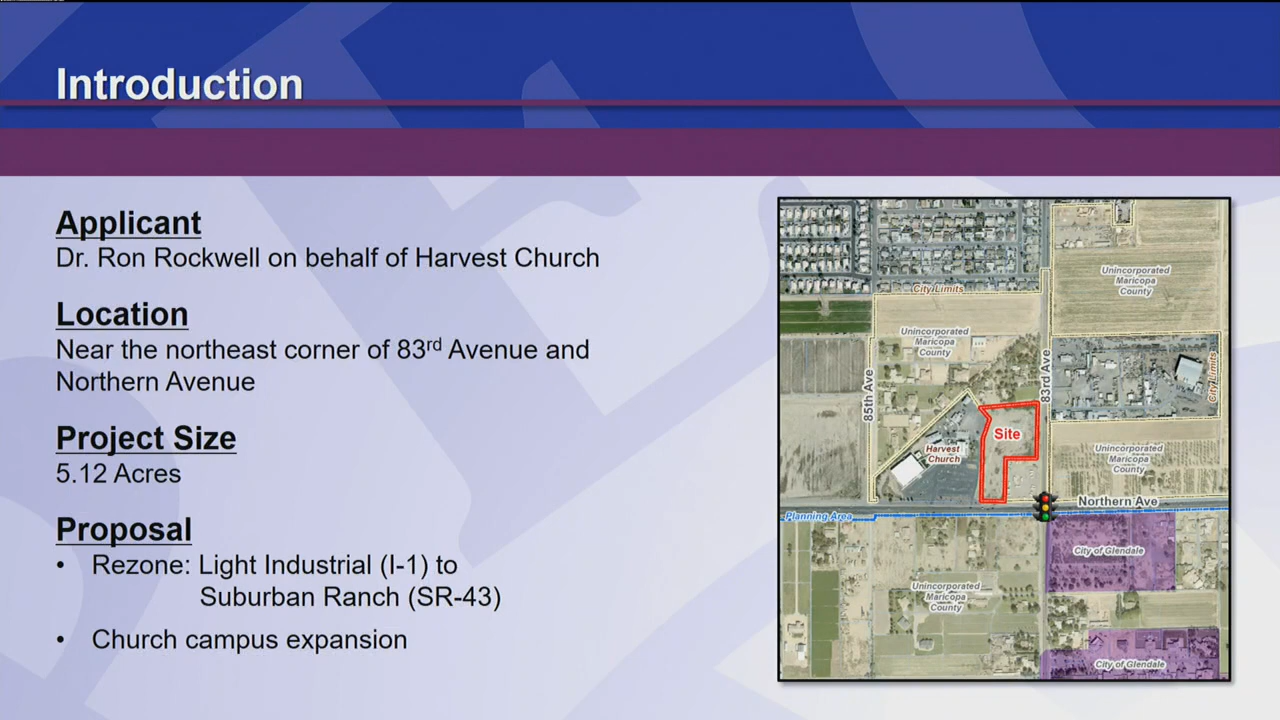 Introduction
Applicant
Dr. Ron Rockwell on behalf of Harvest Church
Location
Near the northeast corner of 83rd Avenue and
Northern Avenue
Project Size
5.12 Acres
Proposal
• Rezone: Light Industrial (I-1) to
Suburban Ranch (SR-43)
• Church campus expansion
City Limits
Unincorporated
Maricopa
County
Unincorporated
Maricopa
County
85th Ave
83rd Ave
City Limits
Site
Harvest
Church
Unincorporated
Maricopa
County
Northern Ave
Planning Area
City of Glendale
Unincorporated
Maricopa
County
City of Glendale